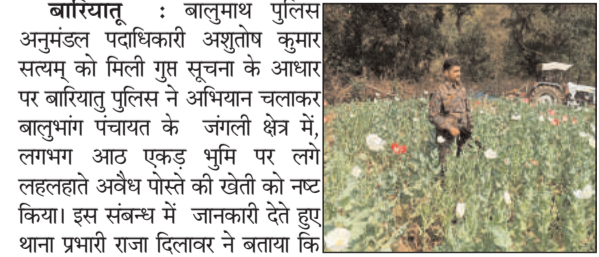 बारियातू : बालुमाथ पुलिस
अनुमंडल पदाधिकारी अशुतोष कुमार
सत्यम् को मिली गुप्त सूचना के आधार
पर बारियातु पुलिस ने अभियान चलाकर
बालुभांग पंचायत के जंगली क्षेत्र में,
लगभग आठ एकड़ भुमि पर लगे
लहलहाते अवैध पोस्ते की खेती को नष्ट
किया। इस संबन्ध में जानकारी देते हुए
थाना प्रभारी राजा दिलावर ने बताया कि